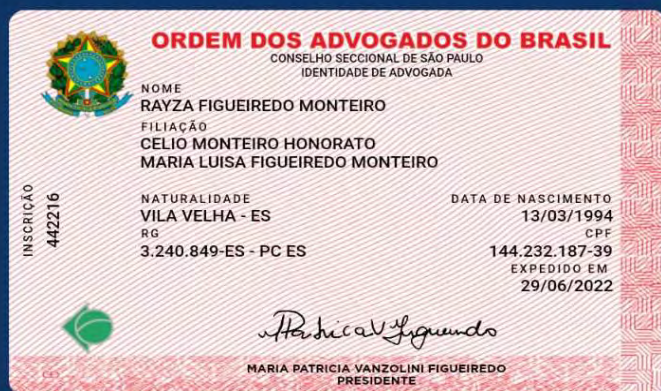 ORDEM DOS ADVOGADOS DO BRASIL
CONSELHO SECCIONAL DE SÃO PAULO
IDENTIDADE DE ADVOGADA
NOME
RAYZA FIGUEIREDO MONTEIRO
FILIAÇÃO
CELIO MONTEIRO HONORATO
MARIA LUISA FIGUEIREDO MONTEIRO
INSCRIÇÃO
442216
NATURALIDADE
VILA VELHA - ES
DATA DE NASCIMENTO
13/03/1994
RG
3.240.849-ES - PC ES
CPF
144.232.187-39
EXPEDIDO EM
29/06/2022
MARIA PATRICIA VANZOLINI FIGUEIREDO
PRESIDENTE